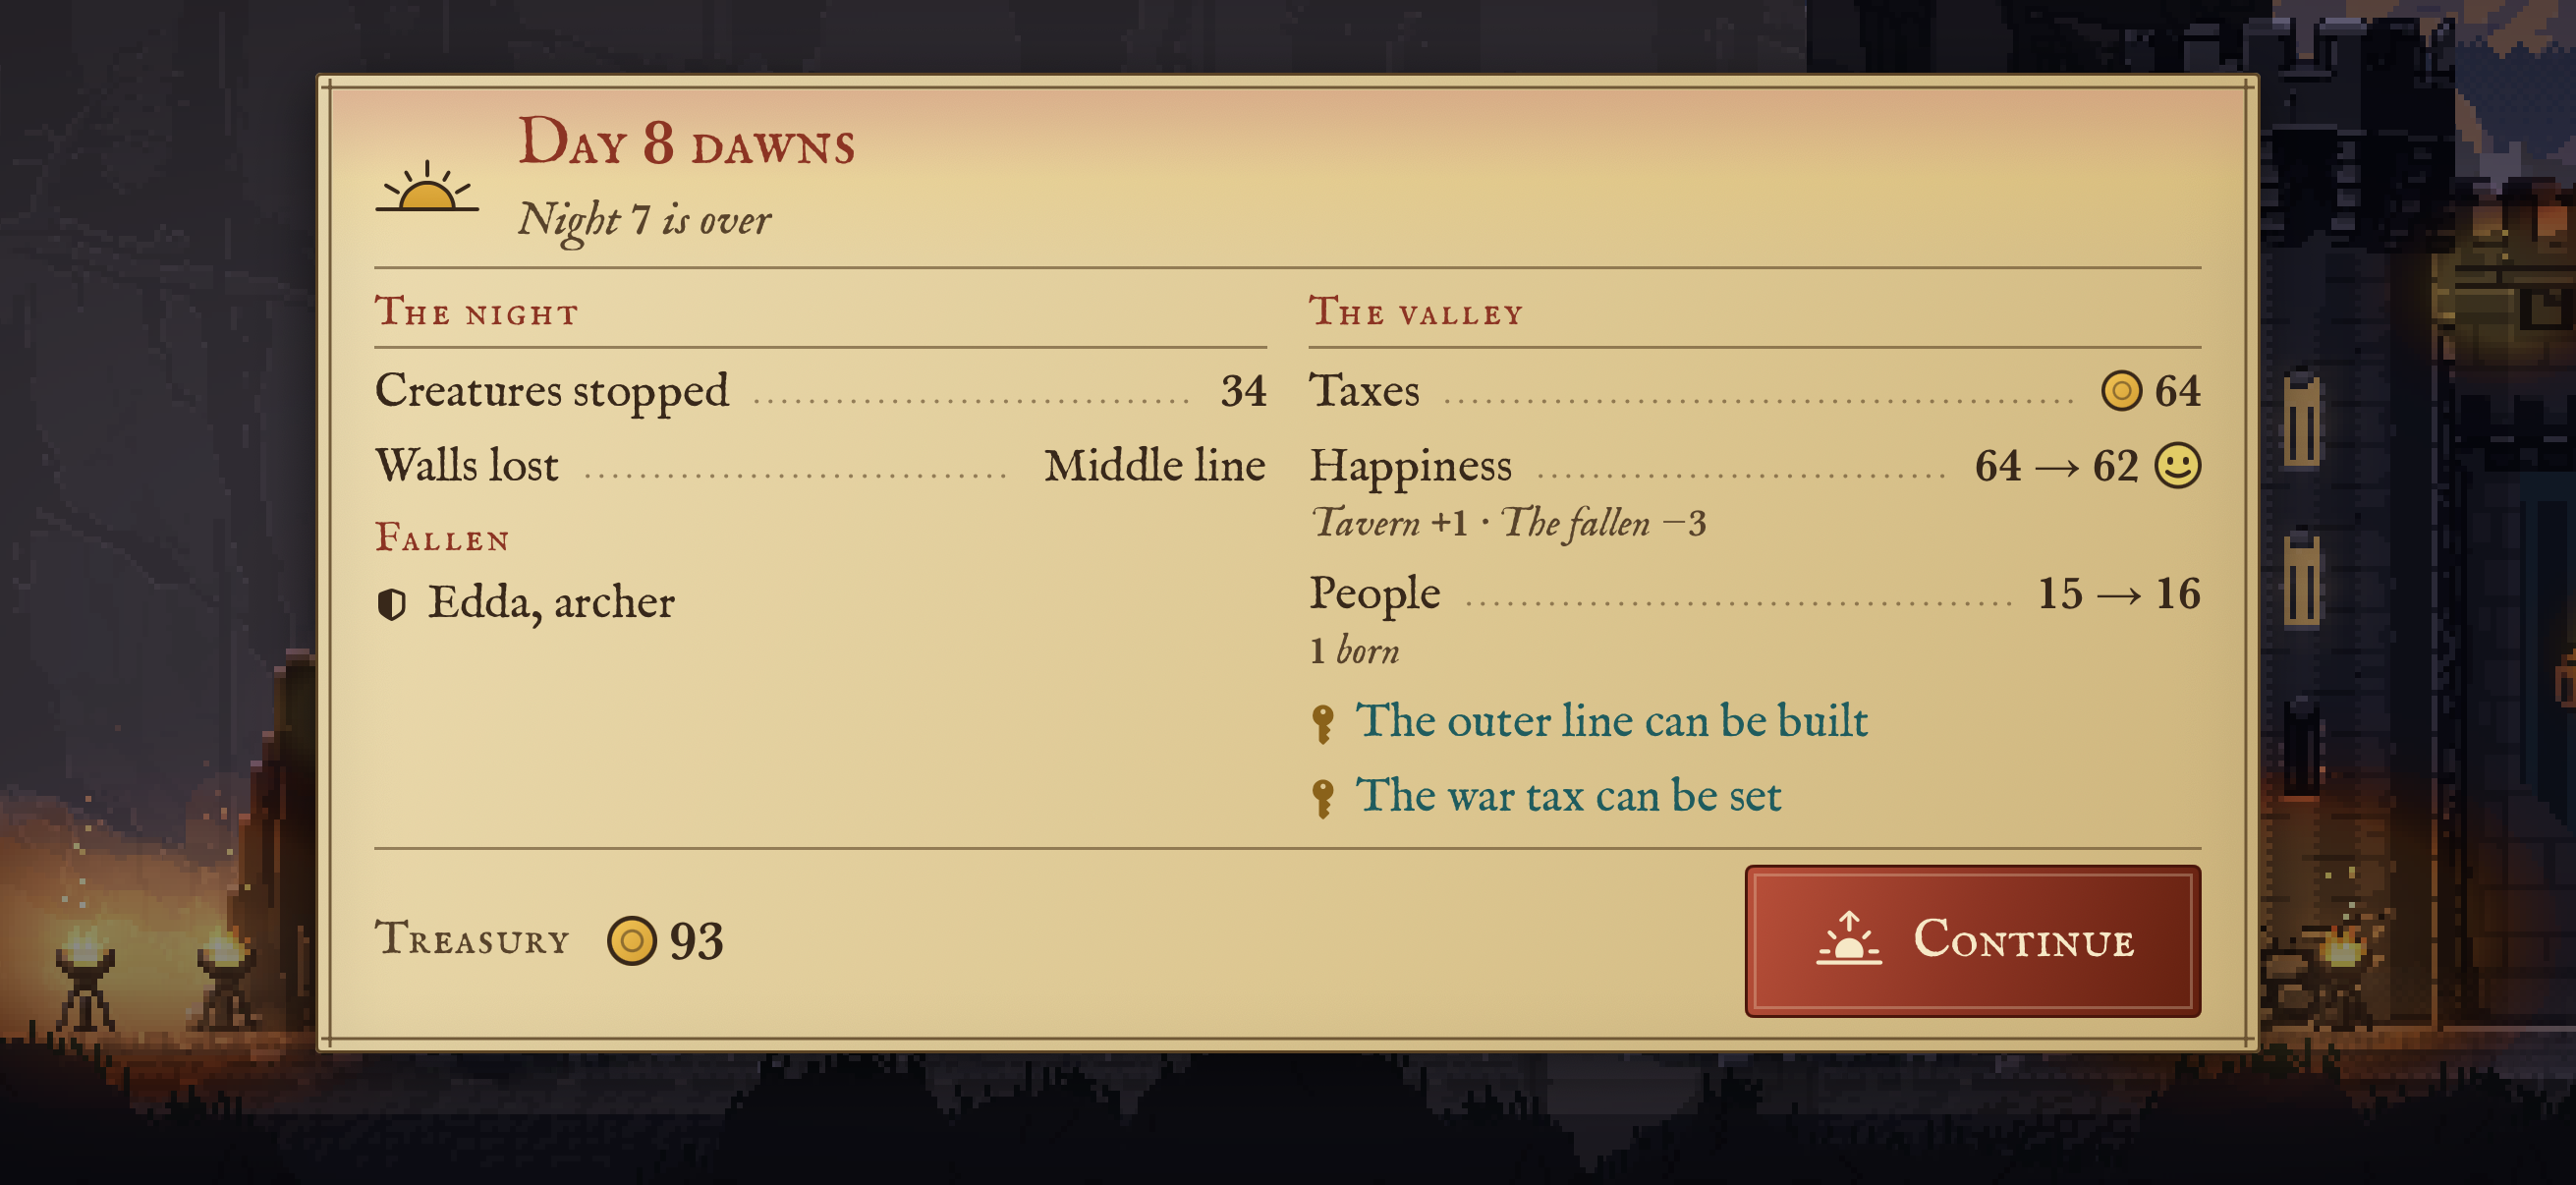 Day 8 dawns
Night 7 is over
The night
Creatures stopped 34
Walls lost Middle line
Fallen
Edda, archer
The valley
Taxes 64
Happiness 64 → 62
Tavern +1 · The fallen −3
People 15 → 16
1 born
The outer line can be built
The war tax can be set
Treasury 93
Continue